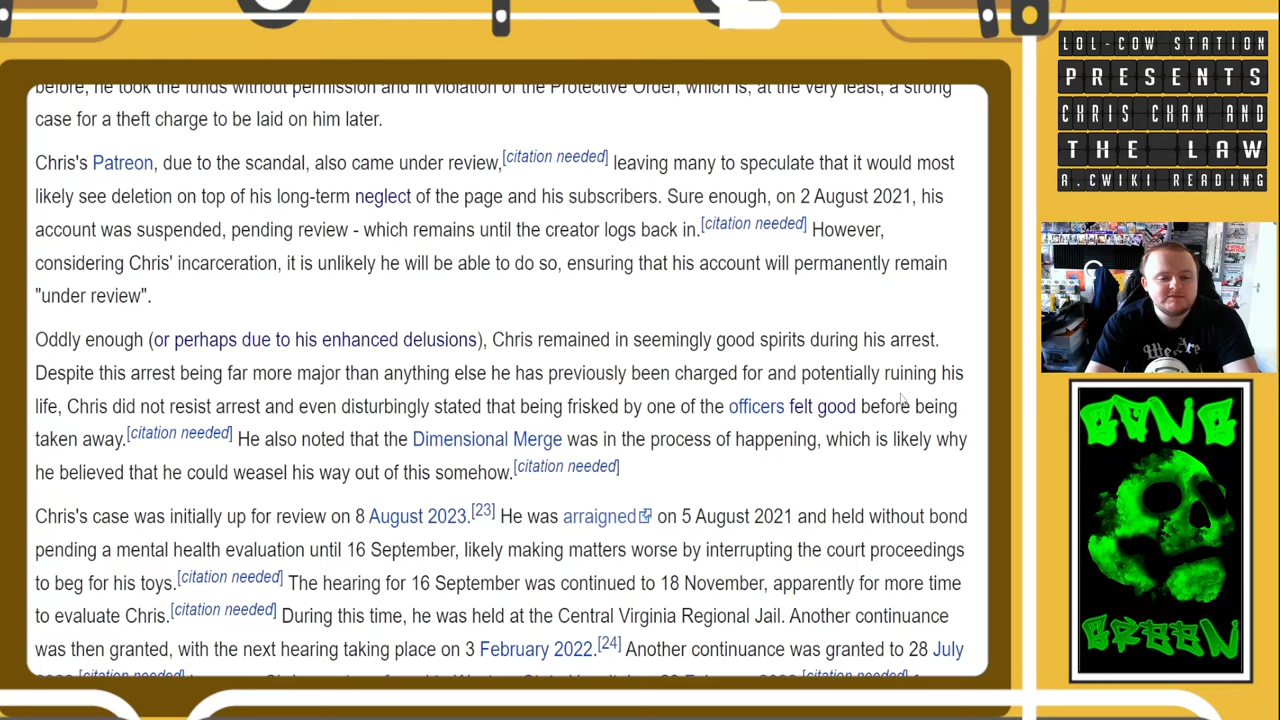 before, he took the funds without permission and in violation of the Protective Order, which is, at the very least, a strong
case for a theft charge to be laid on him later.
Chris's Patreon, due to the scandal, also came under review,[citation needed] leaving many to speculate that it would most
likely see deletion on top of his long-term neglect of the page and his subscribers. Sure enough, on 2 August 2021, his
account was suspended, pending review - which remains until the creator logs back in.[citation needed] However,
considering Chris' incarceration, it is unlikely he will be able to do so, ensuring that his account will permanently remain
"under review".
Oddly enough (or perhaps due to his enhanced delusions), Chris remained in seemingly good spirits during his arrest.
Despite this arrest being far more major than anything else he has previously been charged for and potentially ruining his
life, Chris did not resist arrest and even disturbingly stated that being frisked by one of the officers felt good before being
taken away.[citation needed] He also noted that the Dimensional Merge was in the process of happening, which is likely why
he believed that he could weasel his way out of this somehow.[citation needed]
Chris's case was initially up for review on 8 August 2023.[23] He was arraigned on 5 August 2021 and held without bond
pending a mental health evaluation until 16 September, likely making matters worse by interrupting the court proceedings
to beg for his toys.[citation needed] The hearing for 16 September was continued to 18 November, apparently for more time
to evaluate Chris.[citation needed] During this time, he was held at the Central Virginia Regional Jail. Another continuance
was then granted, with the next hearing taking place on 3 February 2022.[24] Another continuance was granted to 28 July
LOL-COW STATION
PRESENTS
CHRIS CHAN AND
THE LAW
A.CWIKI READING
GONE
GREEN